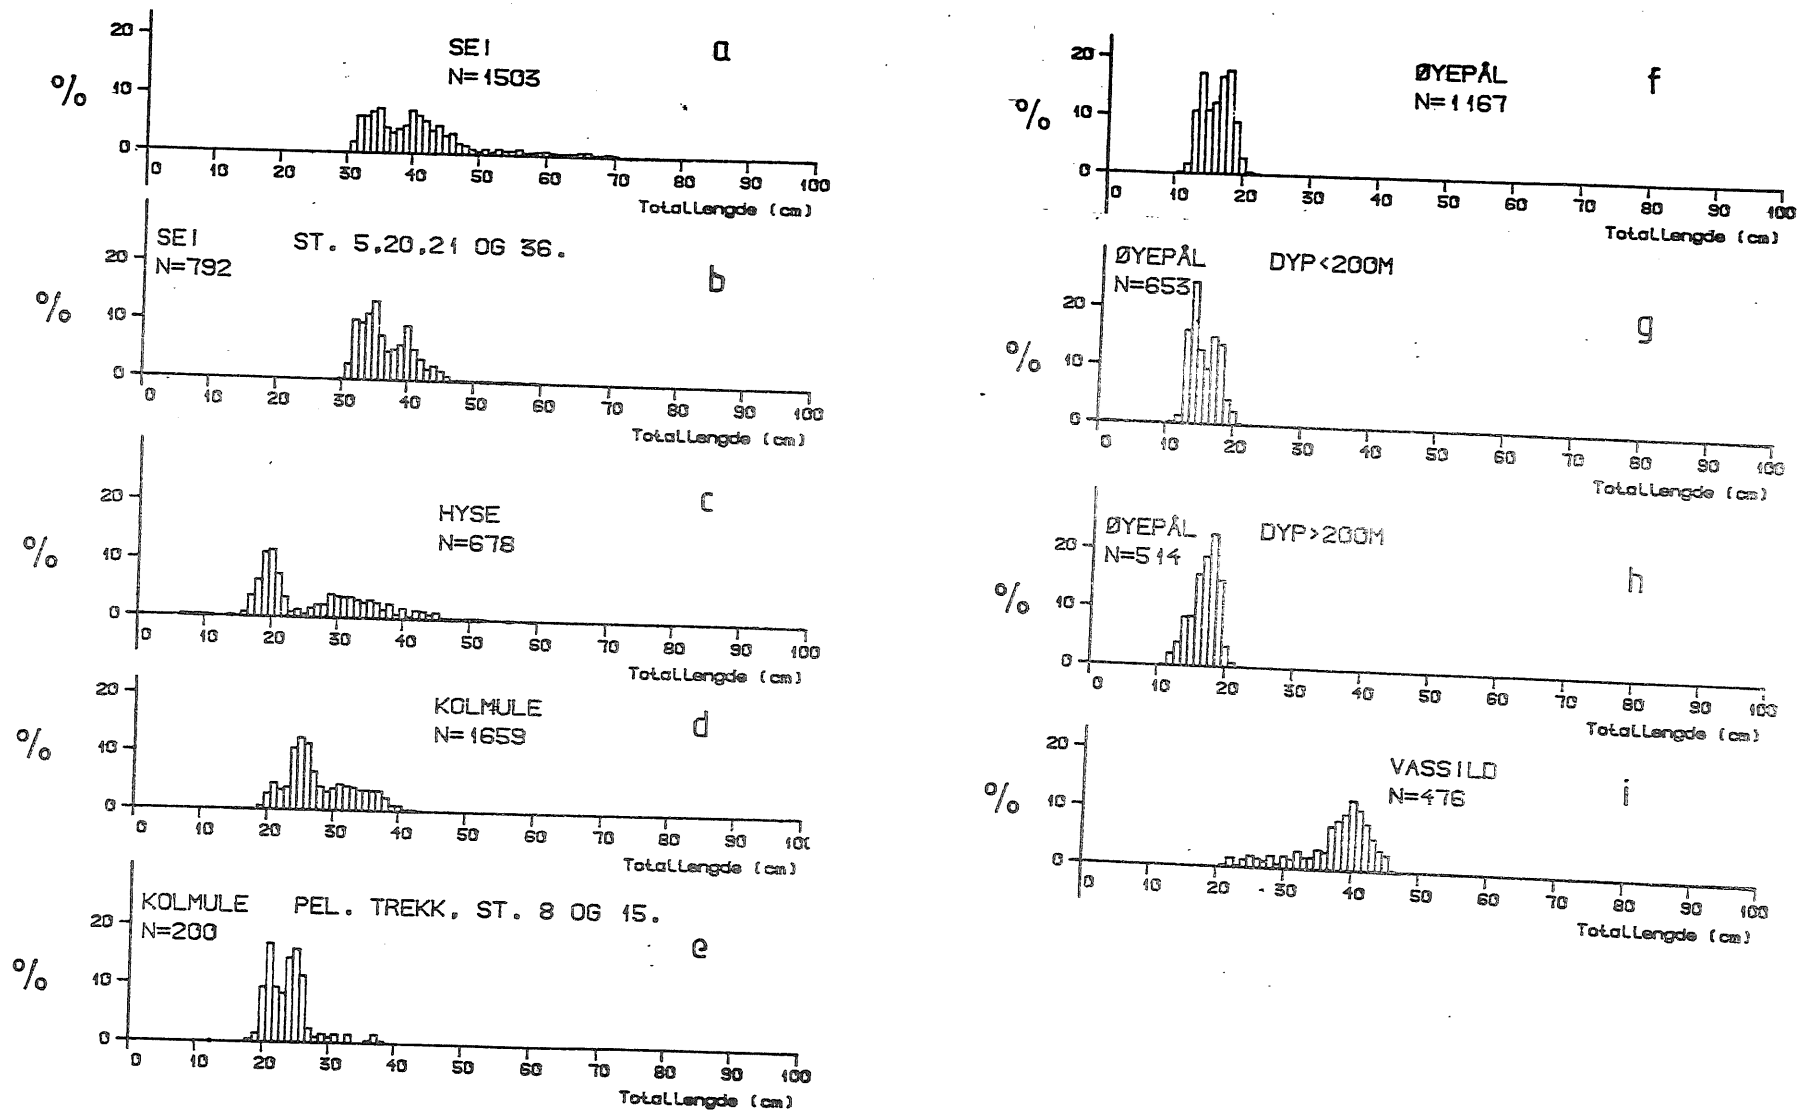 20
SEI
a
N=1503
%
10
0
0 10 20 30 40 50 60 70 80 90 100
Totallengde (cm)
SEI
ST. 5,20,21 OG 36.
N=792
b
20
%
10
0
0 10 20 30 40 50 60 70 80 90 100
Totallengde (cm)
20
c
HYSE
N=678
%
10
0
0 10 20 30 40 50 60 70 80 90 100
Totallengde (cm)
20
KOLMULE
d
N=1659
%
10
0
0 10 20 30 40 50 60 70 80 90 100
Totallengde (cm)
KOLMULE
PEL. TREKK, ST. 8 OG 15.
N=200
e
20
%
10
0
0 10 20 30 40 50 60 70 80 90 100
Totallengde (cm)
20
ØYEPÅL
f
N=1167
%
10
0
0 10 20 30 40 50 60 70 80 90 100
Totallengde (cm)
ØYEPÅL
DYP<200M
N=653
g
20
%
10
0
0 10 20 30 40 50 60 70 80 90 100
Totallengde (cm)
ØYEPÅL
DYP>200M
N=514
h
20
%
10
0
0 10 20 30 40 50 60 70 80 90 100
Totallengde (cm)
20
VASSILD
i
N=476
%
10
0
0 10 20 30 40 50 60 70 80 90 100
Totallengde (cm)